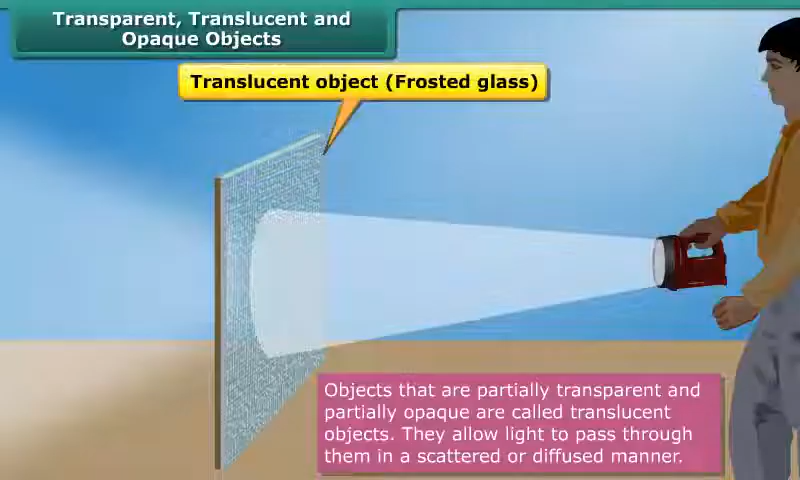 Transparent, Translucent and
Opaque Objects
Translucent object (Frosted glass)
Objects that are partially transparent and
partially opaque are called translucent
objects. They allow light to pass through
them in a scattered or diffused manner.